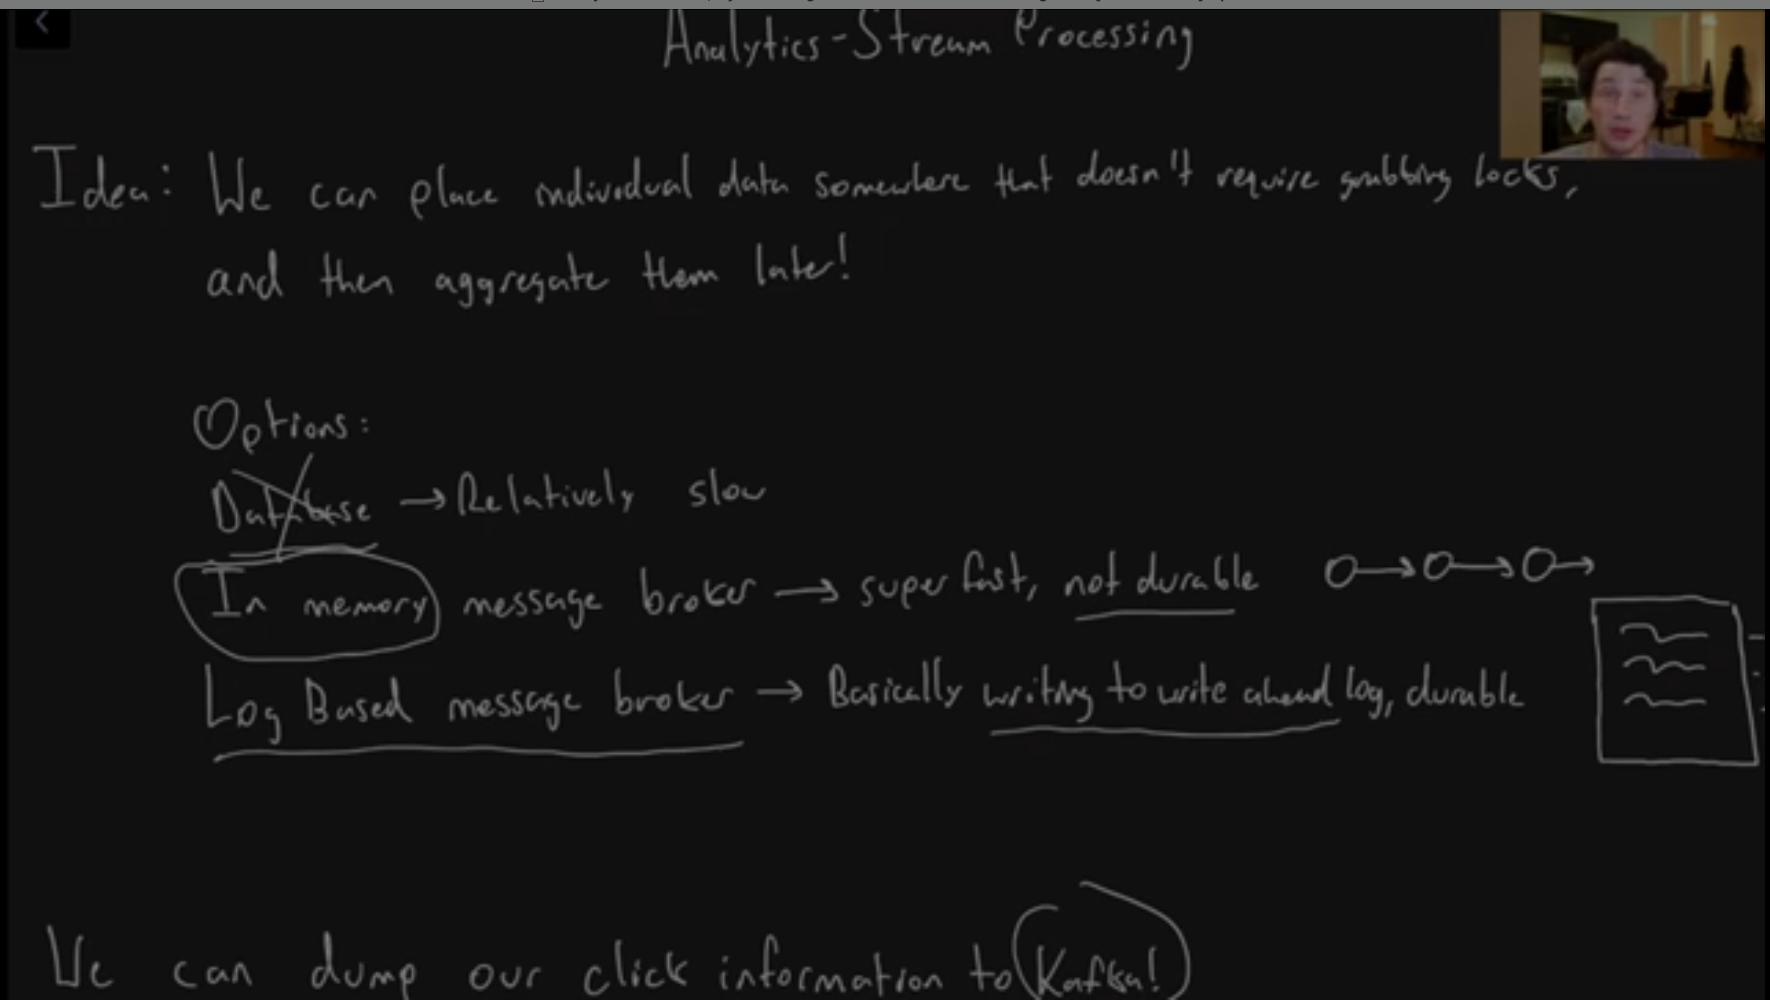 Analytics - Stream Processing
Idea: We can place individual data somewhere that doesn't require grabbing locks,
and then aggregate them later!
Options:
Database → Relatively slow
In memory message broker → super fast, not durable
Log Based message broker → Basically writing to write ahead log, durable
We can dump our click information to Kafka!